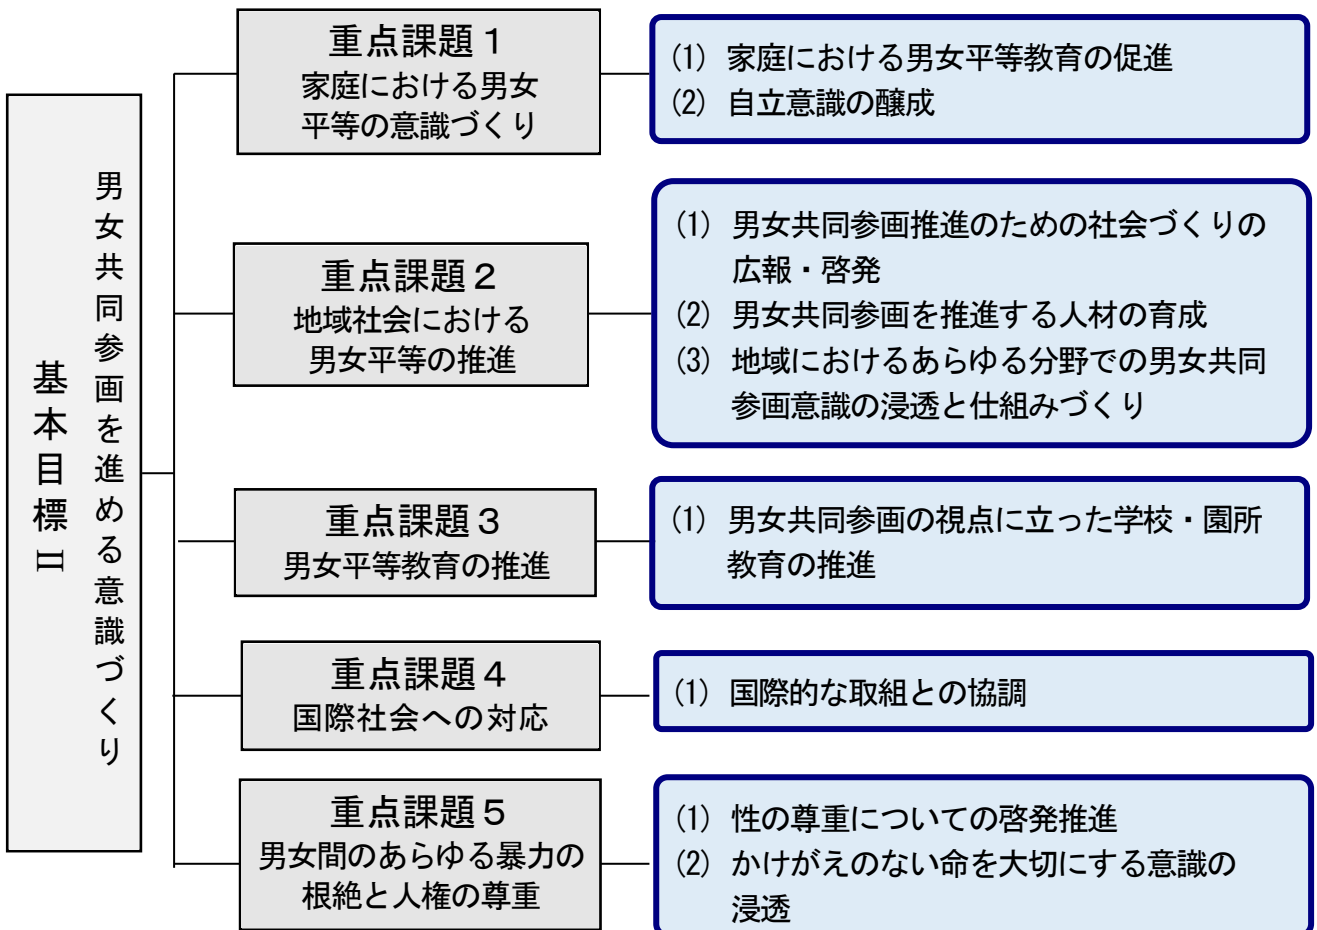 基本目標Ⅱ
男女共同参画を進める意識づくり
重点課題１
家庭における男女
平等の意識づくり
(1) 家庭における男女平等教育の促進
(2) 自立意識の醸成
重点課題２
地域社会における
男女平等の推進
(1) 男女共同参画推進のための社会づくりの
広報・啓発
(2) 男女共同参画を推進する人材の育成
(3) 地域におけるあらゆる分野での男女共同
参画意識の浸透と仕組みづくり
重点課題３
男女平等教育の推進
(1) 男女共同参画の視点に立った学校・園所
教育の推進
重点課題４
国際社会への対応
(1) 国際的な取組との協調
重点課題５
男女間のあらゆる暴力の
根絶と人権の尊重
(1) 性の尊重についての啓発推進
(2) かけがえのない命を大切にする意識の
浸透